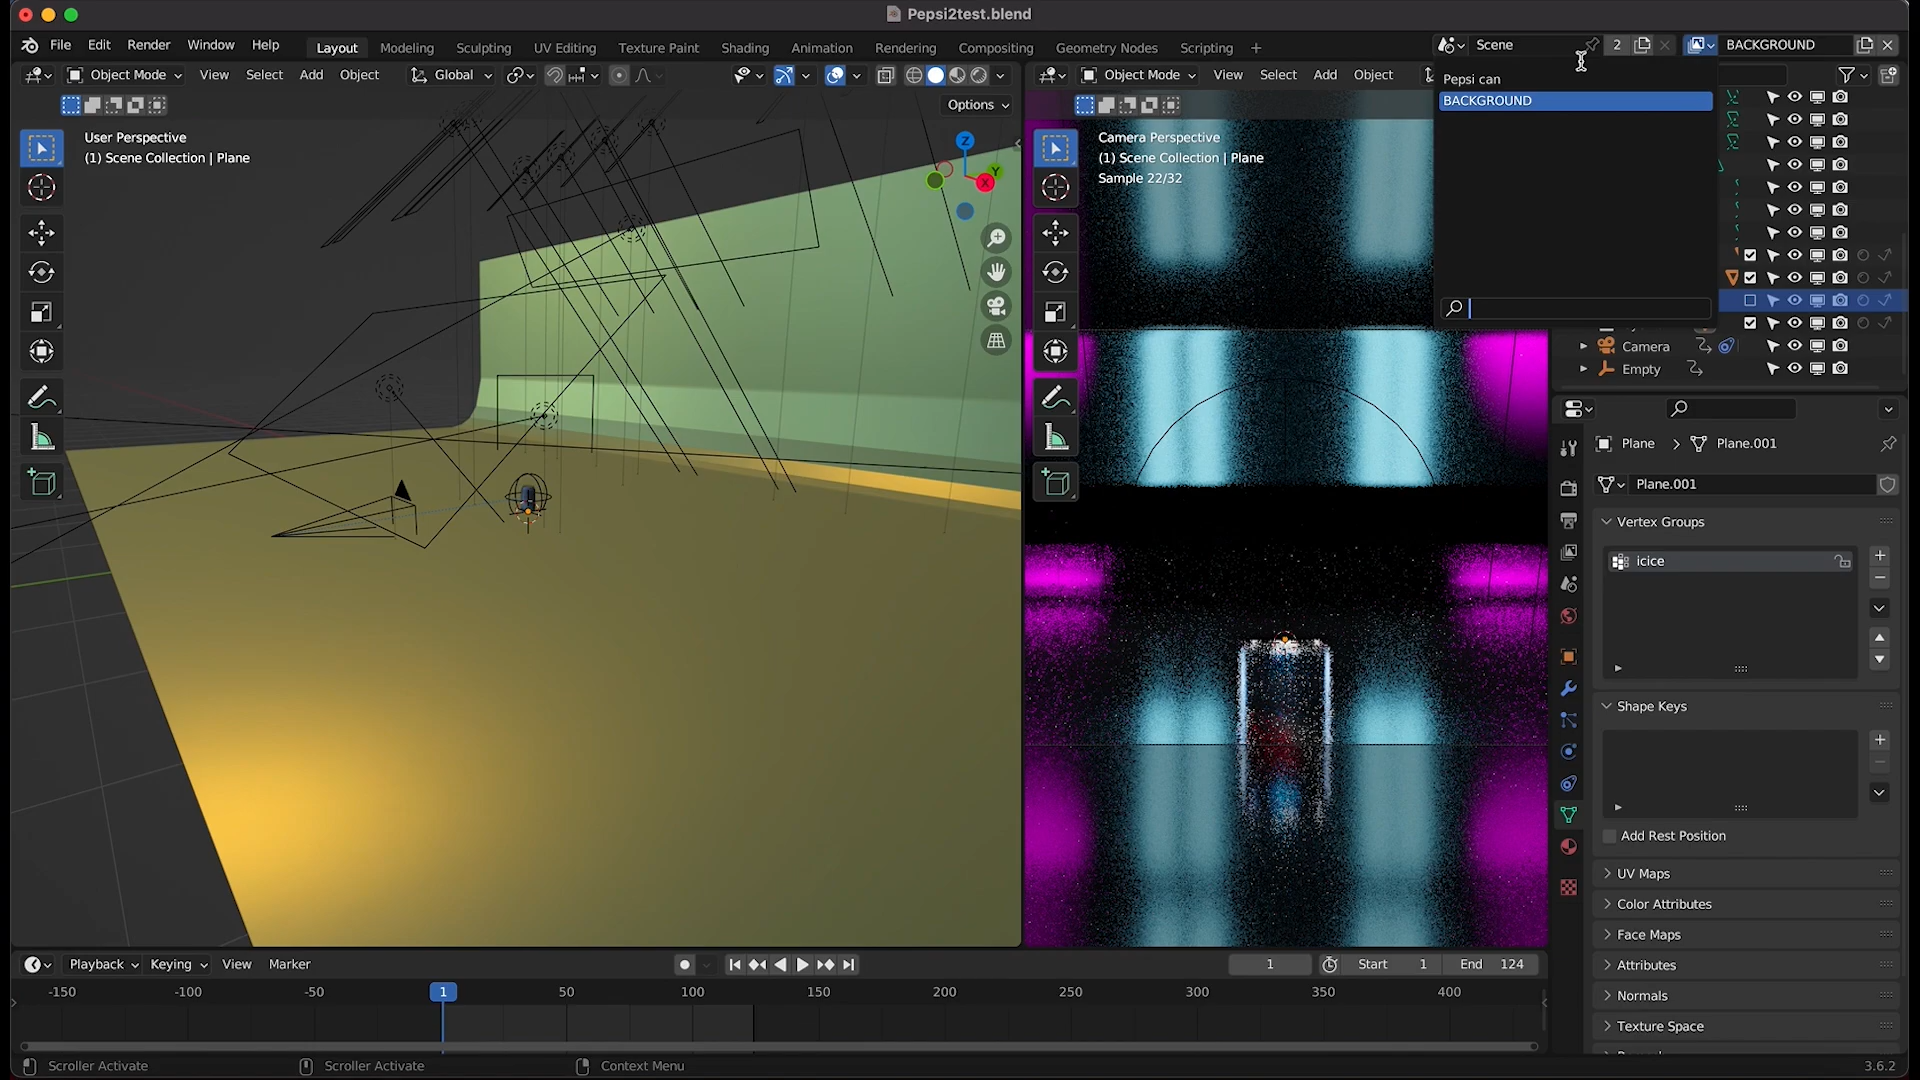 Pepsi2test.blend
File Edit Render Window Help Layout Modeling Sculpting UV Editing Texture Paint Shading Animation Rendering Compositing Geometry Nodes Scripting + Scene 2 BACKGROUND
Object Mode View Select Add Object Global Object Mode View Select Add Object
Options
Pepsi can
BACKGROUND
User Perspective
(1) Scene Collection | Plane
Z
Y
X
Camera Perspective
(1) Scene Collection | Plane
Sample 22/32
Camera
Empty
Plane > Plane.001
Plane.001
Vertex Groups
icice
Shape Keys
Add Rest Position
UV Maps
Color Attributes
Face Maps
Attributes
Normals
Texture Space
Playback Keying View Marker 1 Start 1 End 124
-150 -100 -50 1 50 100 150 200 250 300 350 400
Scroller Activate Scroller Activate Context Menu 3.6.2